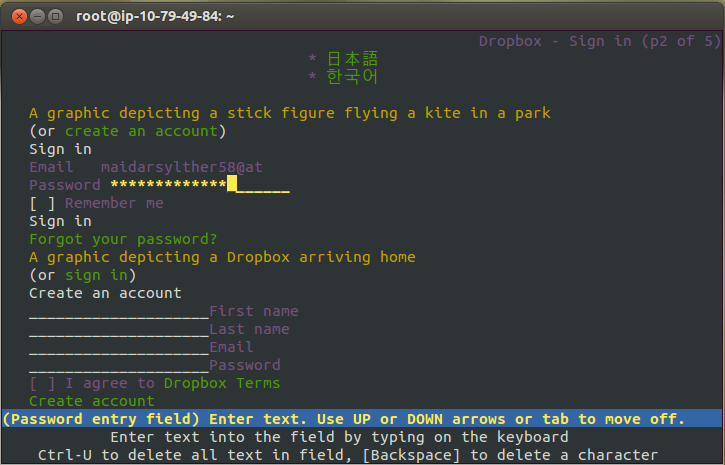 root@ip-10-79-49-84: ~
Dropbox - Sign in (p2 of 5)
* 日本語
* 한국어
A graphic depicting a stick figure flying a kite in a park
(or create an account)
Sign in
Email maidarsylther58@at
Password *************______
[ ] Remember me
Sign in
Forgot your password?
A graphic depicting a Dropbox arriving home
(or sign in)
Create an account
____________________First name
____________________Last name
____________________Email
____________________Password
[ ] I agree to Dropbox Terms
Create account
(Password entry field) Enter text. Use UP or DOWN arrows or tab to move off.
Enter text into the field by typing on the keyboard
Ctrl-U to delete all text in field, [Backspace] to delete a character